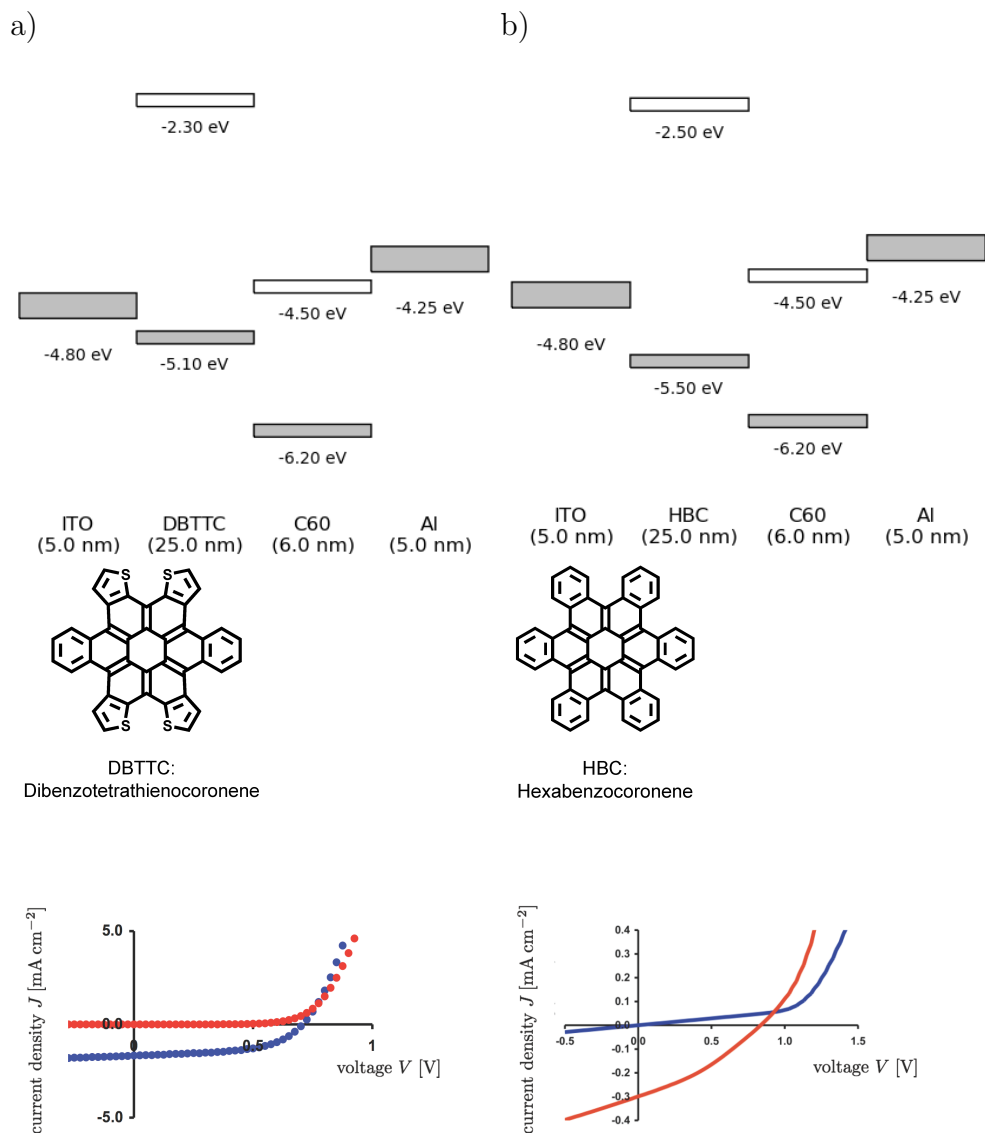 a)
-2.30 eV
-4.80 eV
-5.10 eV
-4.50 eV
-4.25 eV
-6.20 eV
ITO
(5.0 nm)
DBTTC
(25.0 nm)
C60
(6.0 nm)
Al
(5.0 nm)
S S
S S
DBTTC:
Dibenzotetrathienocoronene
current density J [mA cm⁻²]
5.0
0.0
-5.0
0
0.5
1
voltage V [V]
b)
-2.50 eV
-4.80 eV
-5.50 eV
-4.50 eV
-4.25 eV
-6.20 eV
ITO
(5.0 nm)
HBC
(25.0 nm)
C60
(6.0 nm)
Al
(5.0 nm)
HBC:
Hexabenzocoronene
current density J [mA cm⁻²]
0.4
0.3
0.2
0.1
0.0
-0.1
-0.2
-0.3
-0.4
-0.5
0.0
0.5
1.0
1.5
voltage V [V]